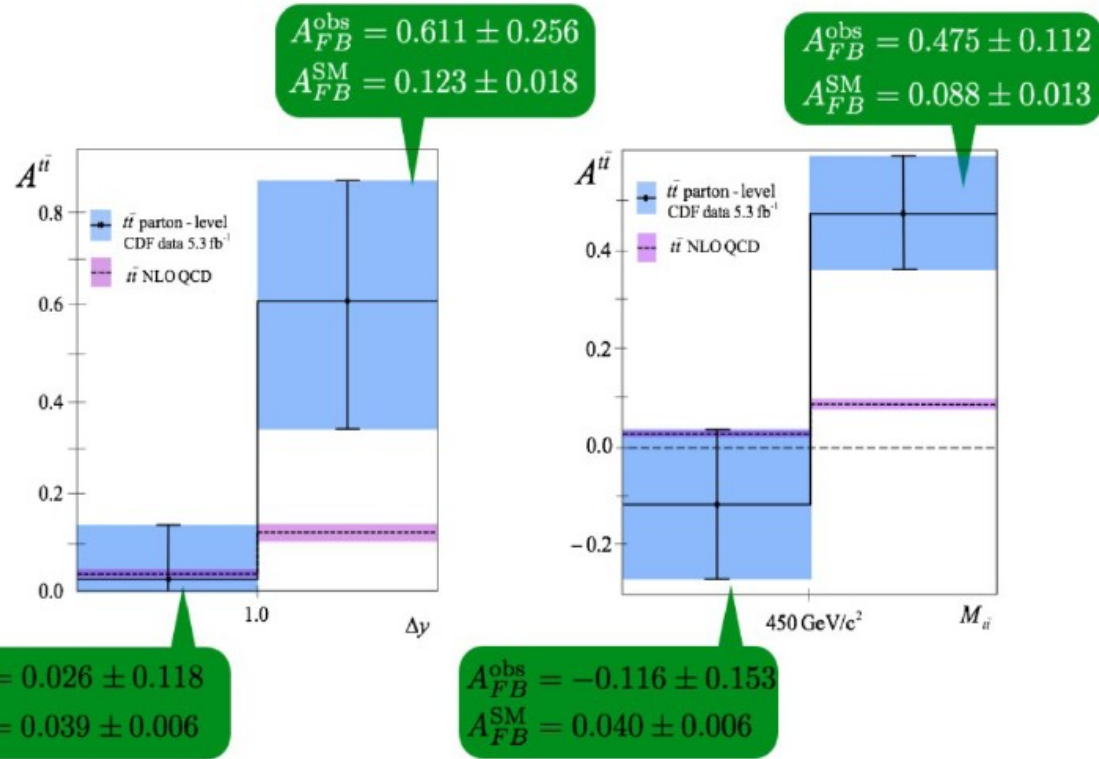 A_{FB}^{obs} = 0.611 ± 0.256
A_{FB}^{SM} = 0.123 ± 0.018
A_{FB}^{obs} = 0.475 ± 0.112
A_{FB}^{SM} = 0.088 ± 0.013
A^{tt̄}
0.8
0.6
0.4
0.2
0.0
tt̄ parton - level
CDF data 5.3 fb⁻¹
tt̄ NLO QCD
1.0
Δy
A^{tt̄}
0.4
0.2
0.0
−0.2
tt̄ parton - level
CDF data 5.3 fb⁻¹
tt̄ NLO QCD
450 GeV/c²
M_{tt̄}
= 0.026 ± 0.118
= 0.039 ± 0.006
A_{FB}^{obs} = −0.116 ± 0.153
A_{FB}^{SM} = 0.040 ± 0.006